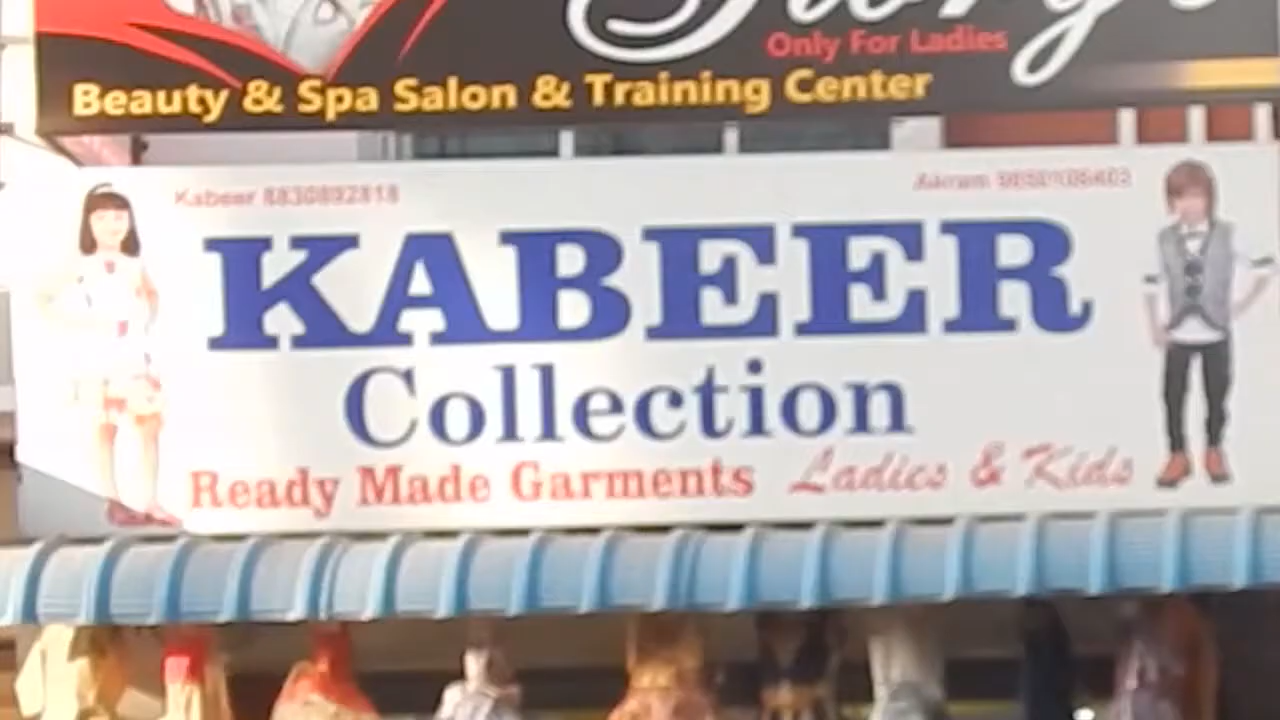 Only For Ladies
Beauty & Spa Salon & Training Center
Kabeer 8830892818
KABEER
Collection
Ready Made Garments Ladies & Kids